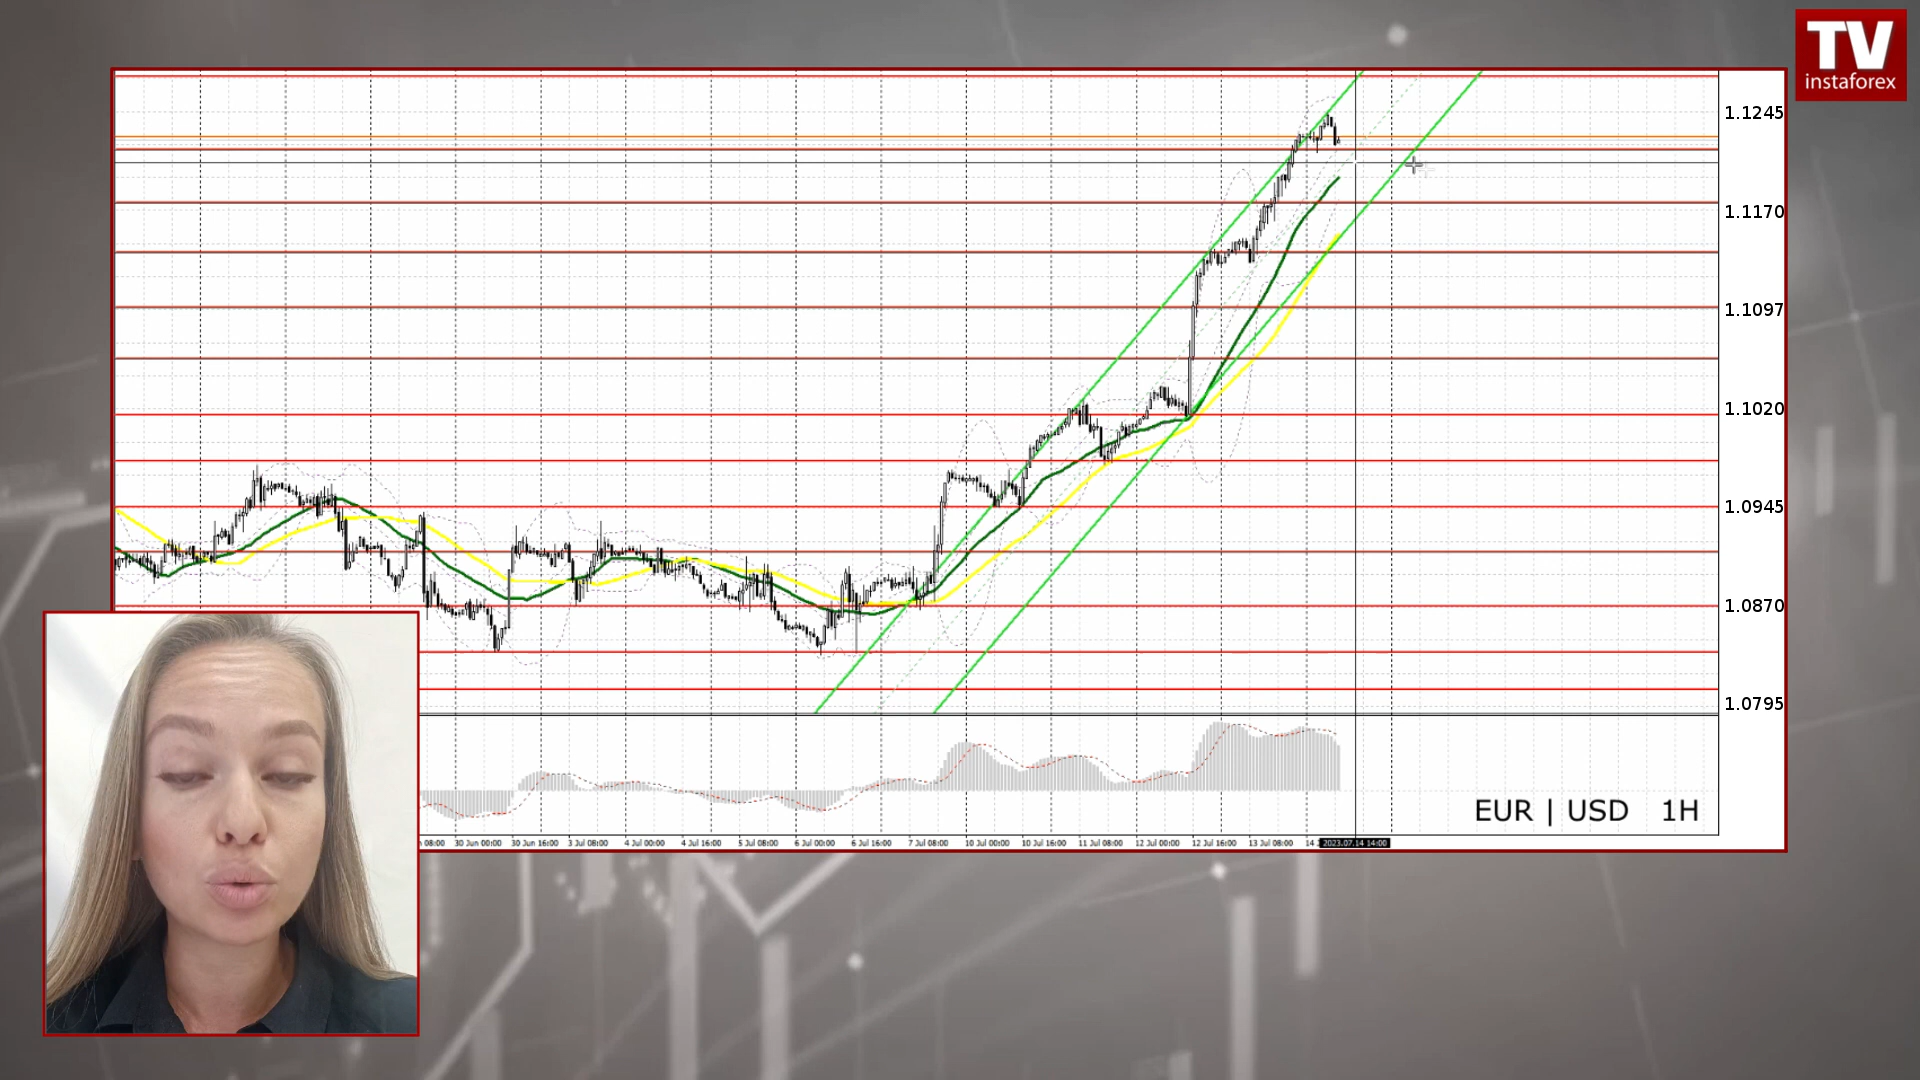 TV
instaforex
1.1245
1.1170
1.1097
1.1020
1.0945
1.0870
1.0795
EUR | USD 1H
08:00 30 Jun 00:00 30 Jun 16:00 3 Jul 08:00 4 Jul 00:00 4 Jul 16:00 5 Jul 08:00 6 Jul 00:00 6 Jul 16:00 7 Jul 08:00 10 Jul 00:00 10 Jul 16:00 11 Jul 08:00 12 Jul 00:00 12 Jul 16:00 13 Jul 08:00 14 2023.07.14 14:00